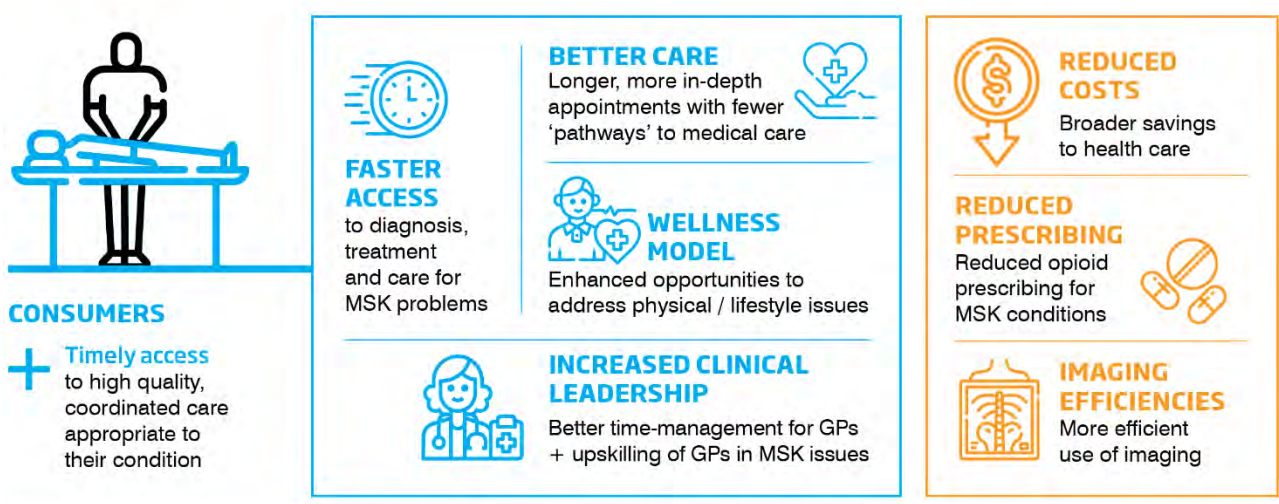 CONSUMERS
Timely access
to high quality,
coordinated care
appropriate to
their condition
FASTER
ACCESS
to diagnosis,
treatment
and care for
MSK problems
BETTER CARE
Longer, more in-depth
appointments with fewer
‘pathways’ to medical care
WELLNESS
MODEL
Enhanced opportunities to
address physical / lifestyle issues
INCREASED CLINICAL
LEADERSHIP
Better time-management for GPs
+ upskilling of GPs in MSK issues
$
REDUCED
COSTS
Broader savings
to health care
REDUCED
PRESCRIBING
Reduced opioid
prescribing for
MSK conditions
IMAGING
EFFICIENCIES
More efficient
use of imaging